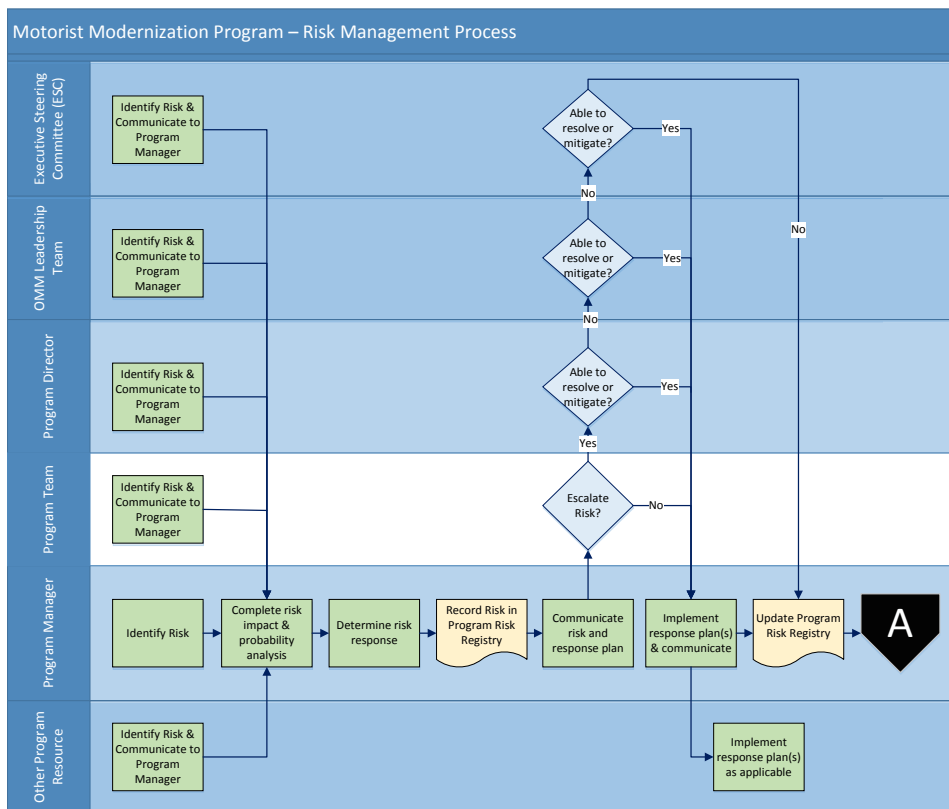 Motorist Modernization Program – Risk Management Process
Executive Steering
Committee (ESC)
Identify Risk &
Communicate to
Program
Manager
Able to
resolve or
mitigate?
Yes
No
No
OMM Leadership
Team
Identify Risk &
Communicate to
Program
Manager
Able to
resolve or
mitigate?
Yes
No
Program Director
Identify Risk &
Communicate to
Program
Manager
Able to
resolve or
mitigate?
Yes
Yes
Program Team
Identify Risk &
Communicate to
Program
Manager
Escalate
Risk?
No
Program Manager
Identify Risk
Complete risk
impact &
probability
analysis
Determine risk
response
Record Risk in
Program Risk
Registry
Communicate
risk and
response plan
Implement
response plan(s)
& communicate
Update Program
Risk Registry
A
Other Program
Resource
Identify Risk &
Communicate to
Program
Manager
Implement
response plan(s)
as applicable